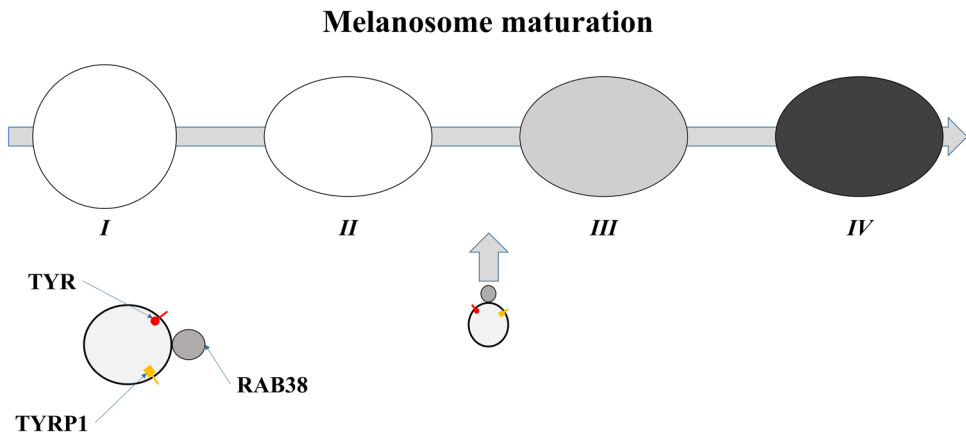 Melanosome maturation
I
II
III
IV
TYR
RAB38
TYRP1